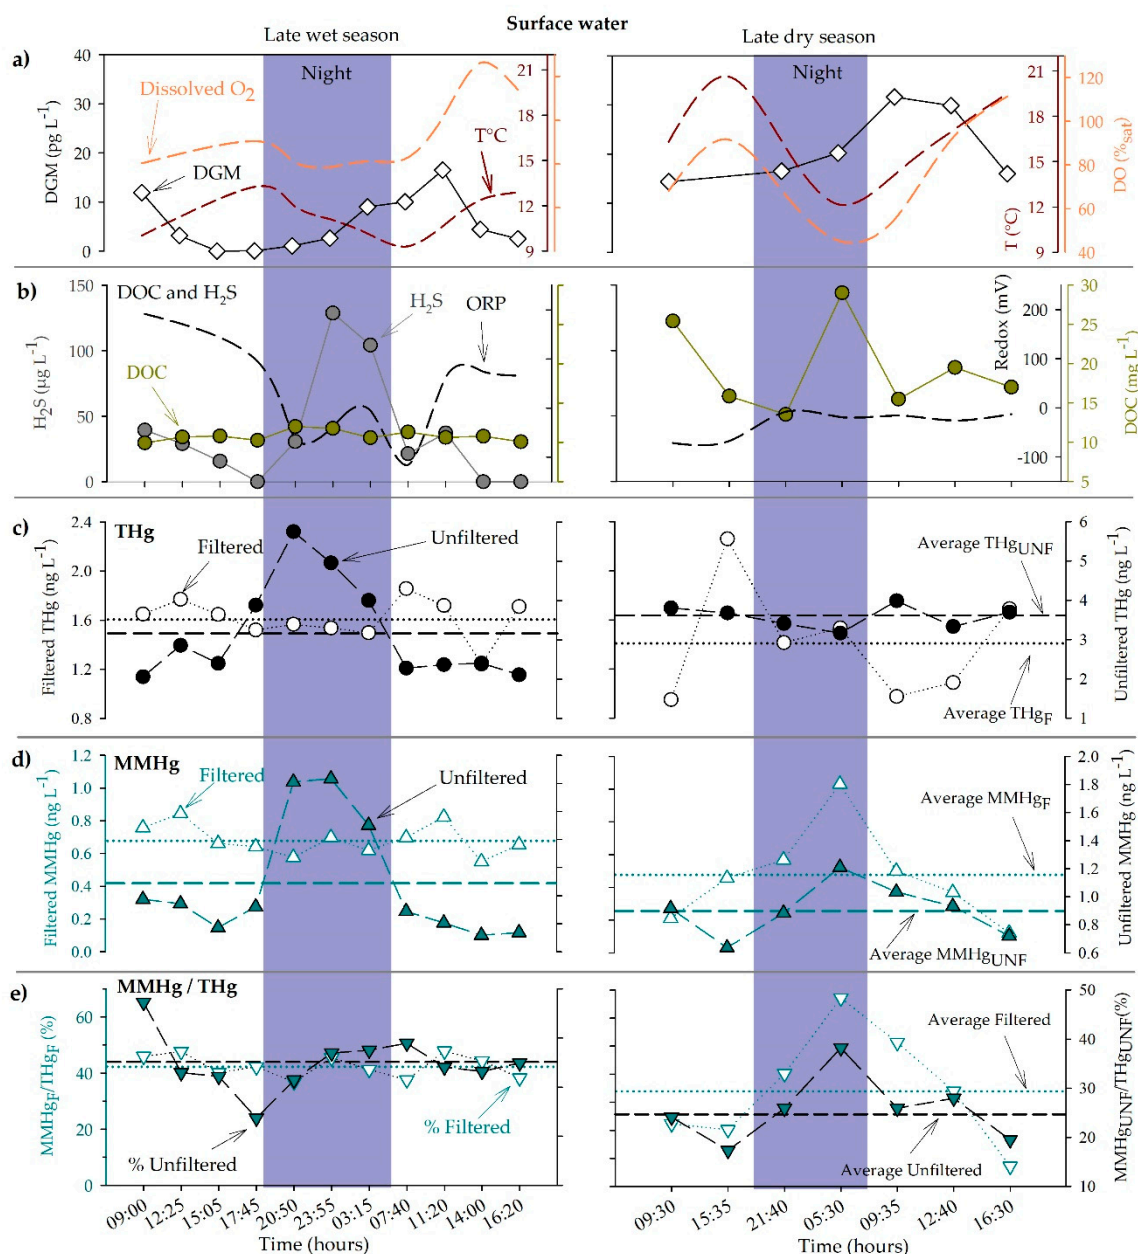 Surface water
Late wet season
Late dry season
a)
40
30
20
10
0
DGM (pg L-1)
Dissolved O2
Night
DGM
T°C
21
18
15
12
9
Night
21
18
15
12
9
T (°C)
120
100
80
60
40
DO (%sat)
b)
150
100
50
0
H2S (µg L-1)
DOC and H2S
H2S
ORP
DOC
Redox (mV)
200
100
0
-100
30
25
20
15
10
5
DOC (mg L-1)
c)
THg
2.4
2.0
1.6
1.2
0.8
Filtered THg (ng L-1)
Filtered
Unfiltered
Average THgUNF
Average THgF
6
5
4
3
2
1
Unfiltered THg (ng L-1)
d)
MMHg
1.2
1.0
0.8
0.6
0.4
0.2
0.0
Filtered MMHg (ng L-1)
Filtered
Unfiltered
Average MMHgF
Average MMHgUNF
2.0
1.8
1.6
1.4
1.2
1.0
0.8
0.6
Unfiltered MMHg (ng L-1)
e)
MMHg / THg
60
40
20
0
MMHgF/THgF (%)
% Unfiltered
% Filtered
Average Filtered
Average Unfiltered
50
40
30
20
10
MMHgUNF/THgUNF(%)
09:00 12:25 15:05 17:45 20:50 23:55 03:15 07:40 11:20 14:00 16:20
Time (hours)
09:30 15:35 21:40 05:30 09:35 12:40 16:30
Time (hours)